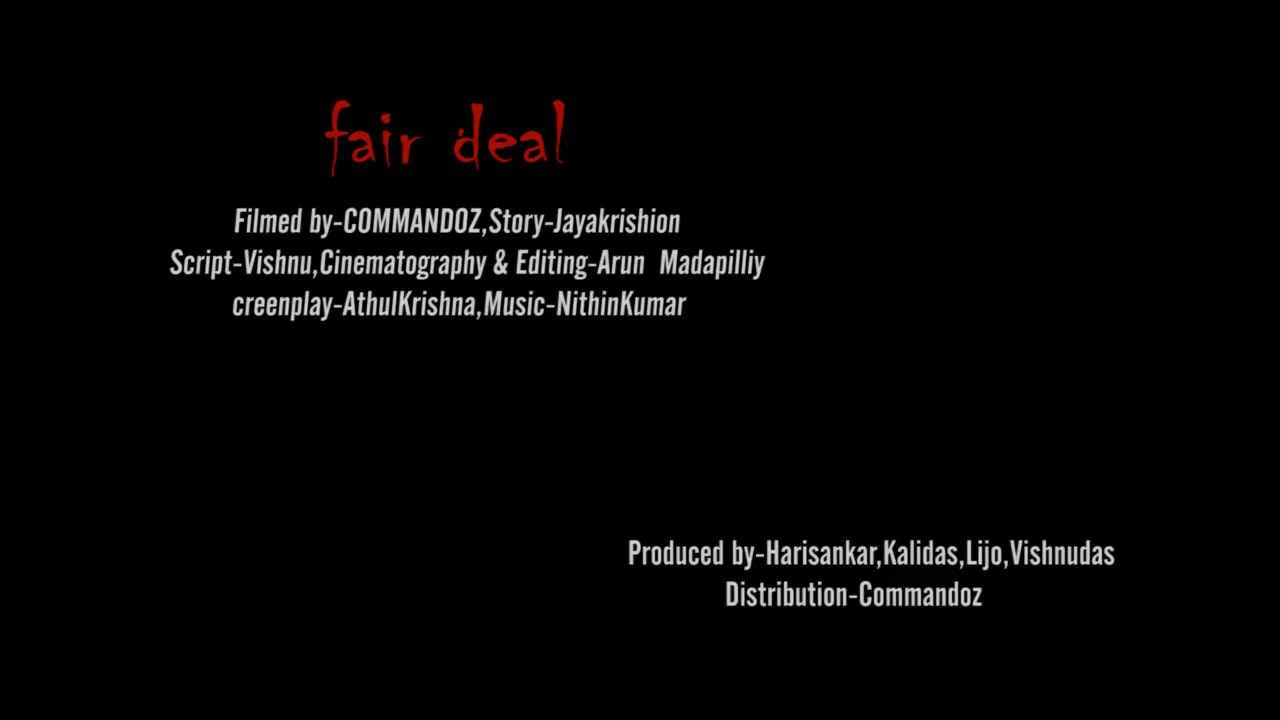 fair deal
Filmed by-COMMANDOZ,Story-Jayakrishion
Script-Vishnu,Cinematography & Editing-Arun  Madapilliy
creenplay-AthulKrishna,Music-NithinKumar
Produced by-Harisankar,Kalidas,Lijo,Vishnudas
Distribution-Commandoz